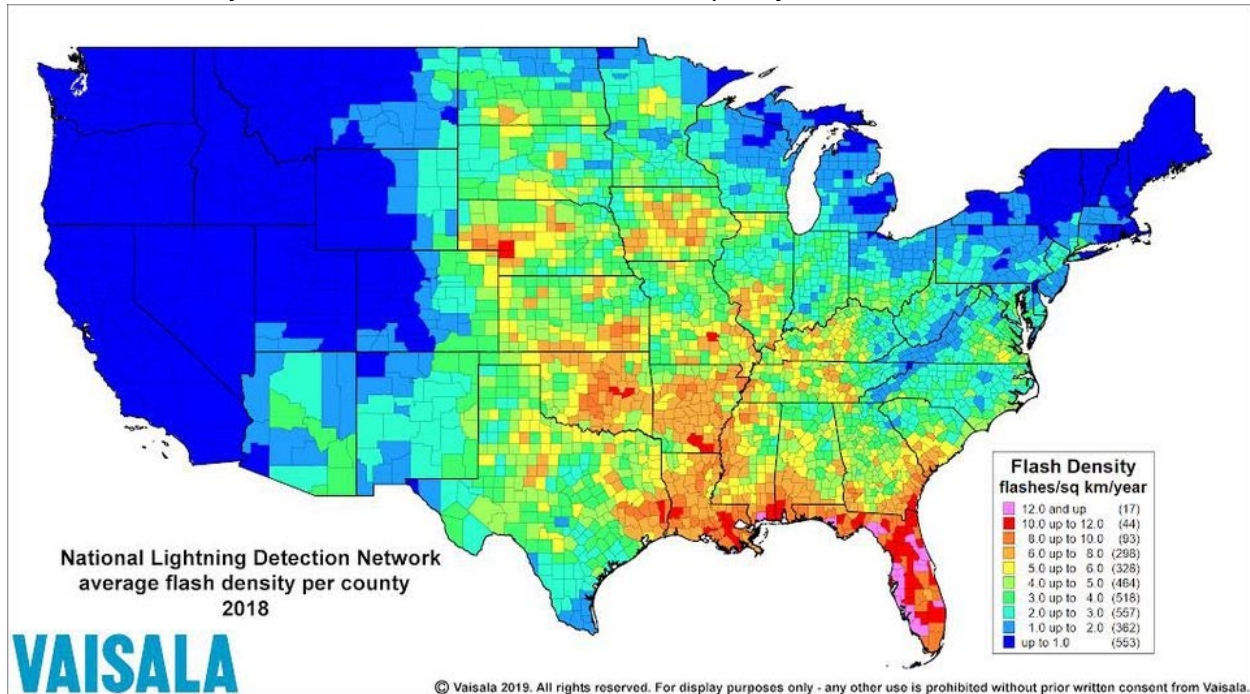 National Lightning Detection Network
average flash density per county
2018
VAISALA
Flash Density
flashes/sq km/year
12.0 and up (17)
10.0 up to 12.0 (44)
8.0 up to 10.0 (93)
6.0 up to 8.0 (298)
5.0 up to 6.0 (328)
4.0 up to 5.0 (464)
3.0 up to 4.0 (518)
2.0 up to 3.0 (557)
1.0 up to 2.0 (362)
up to 1.0 (553)
© Vaisala 2019. All rights reserved. For display purposes only - any other use is prohibited without prior written consent from Vaisala.